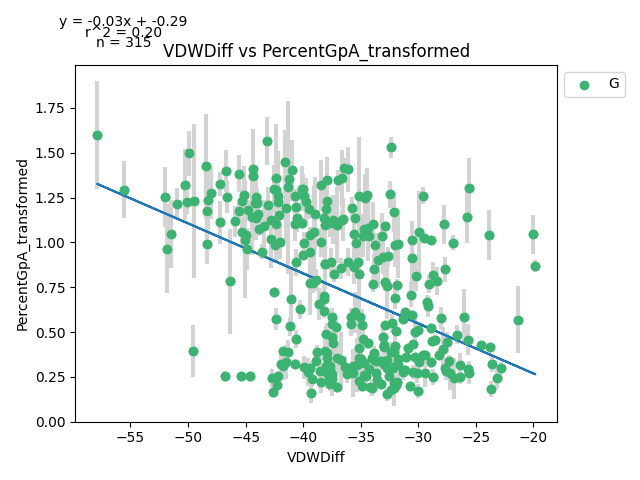 y = -0.03x + -0.29
r^2 = 0.20
n = 315
VDWDiff vs PercentGpA_transformed
G
PercentGpA_transformed
1.75
1.50
1.25
1.00
0.75
0.50
0.25
0.00
−55 −50 −45 −40 −35 −30 −25 −20
VDWDiff